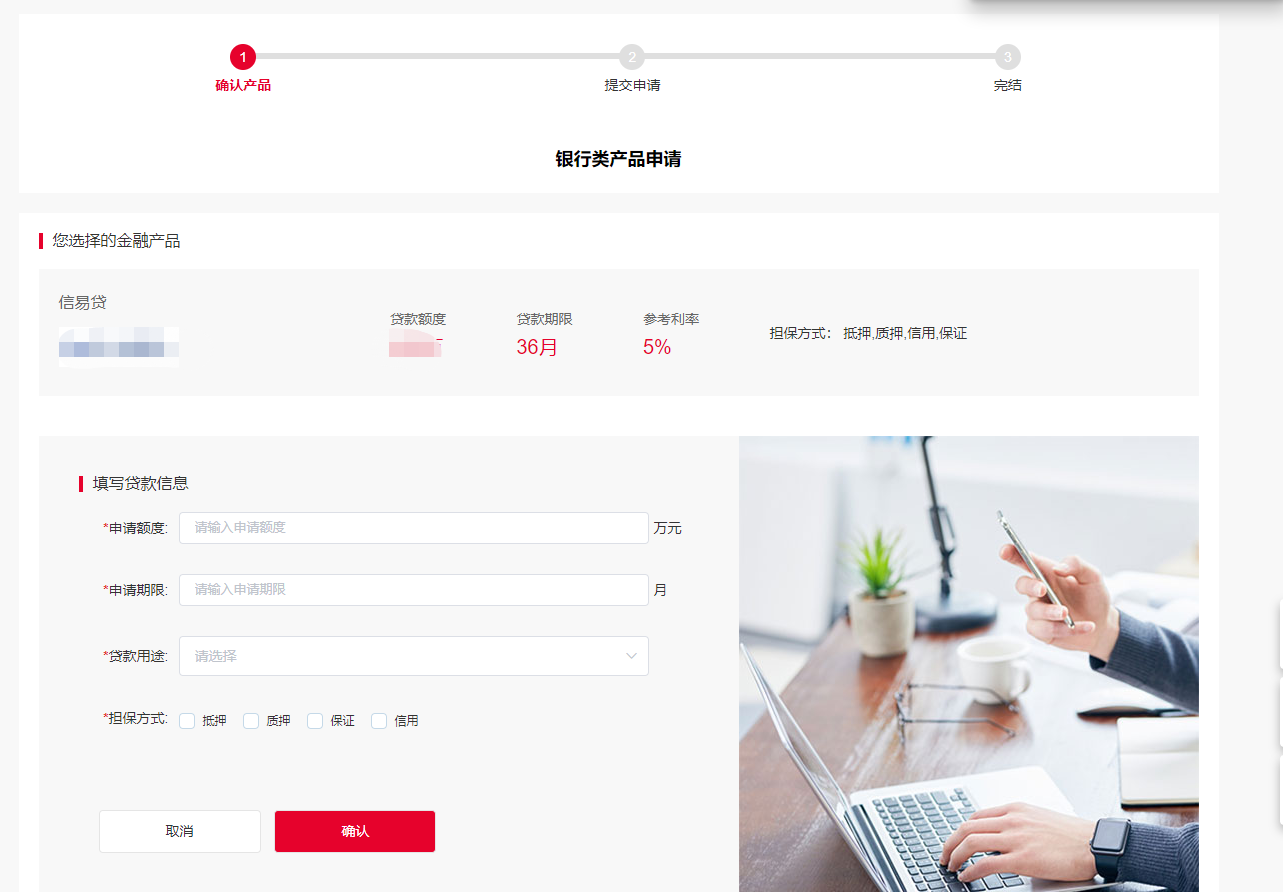 1 2 3
确认产品 提交申请 完结
银行类产品申请
您选择的金融产品
信易贷
贷款额度 贷款期限 参考利率
担保方式： 抵押,质押,信用,保证
36月 5%
填写贷款信息
*申请额度: 请输入申请额度 万元
*申请期限: 请输入申请期限 月
*贷款用途: 请选择
*担保方式: 抵押 质押 保证 信用
取消 确认